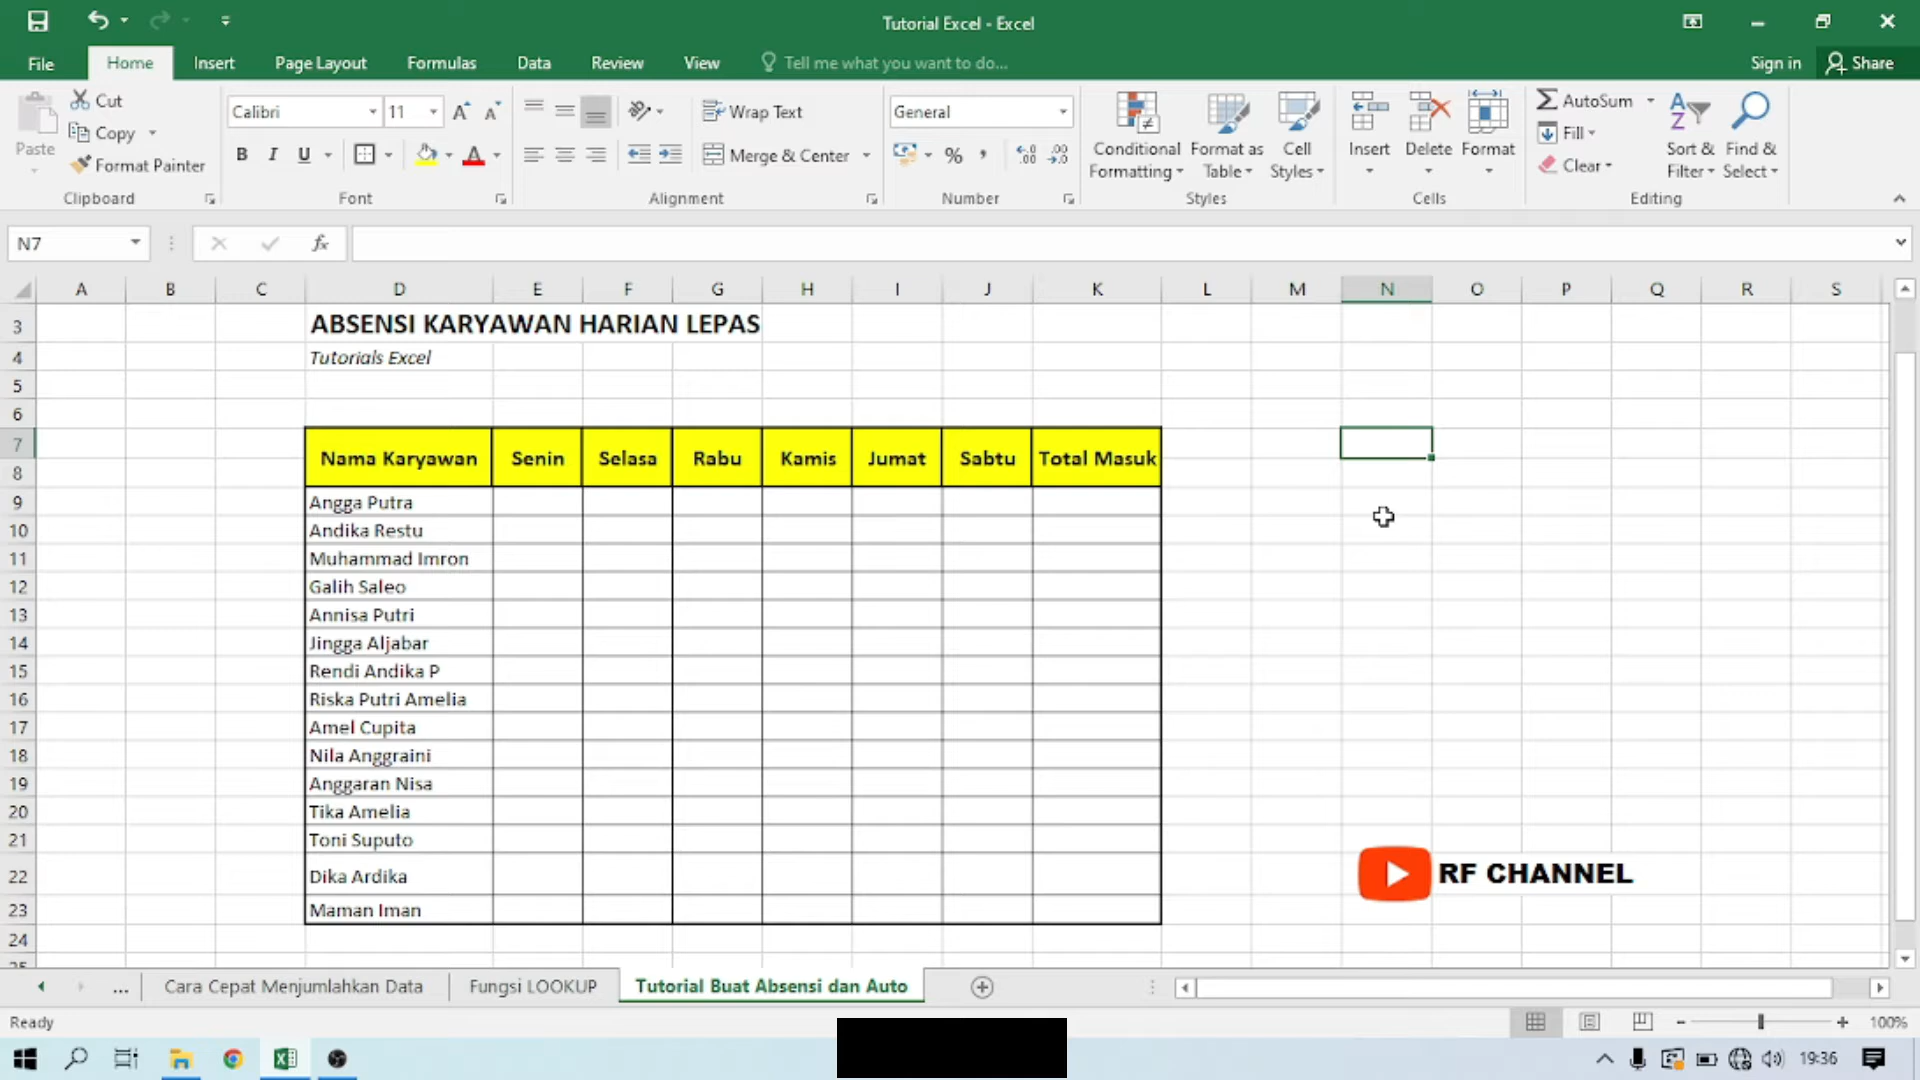 Tutorial Excel - Excel
File Home Insert Page Layout Formulas Data Review View Tell me what you want to do... Sign in Share
Cut
Calibri 11 Wrap Text General AutoSum
Copy
Paste
B I U Merge & Center % , Conditional Formatting Format as Table Cell Styles Insert Delete Format Fill Sort & Filter Find & Select
Format Painter Clear
Clipboard Font Alignment Number Styles Cells Editing
N7 fx
A B C D E F G H I J K L M N O P Q R S
3 ABSENSI KARYAWAN HARIAN LEPAS
4 Tutorials Excel
5
6
7
Nama Karyawan Senin Selasa Rabu Kamis Jumat Sabtu Total Masuk
8
9 Angga Putra
10 Andika Restu
11 Muhammad Imron
12 Galih Saleo
13 Annisa Putri
14 Jingga Aljabar
15 Rendi Andika P
16 Riska Putri Amelia
17 Amel Cupita
18 Nila Anggraini
19 Anggaran Nisa
20 Tika Amelia
21 Toni Suputo
22 Dika Ardika RF CHANNEL
23 Maman Iman
24
... Cara Cepat Menjumlahkan Data Fungsi LOOKUP Tutorial Buat Absensi dan Auto
Ready 100%
19:36